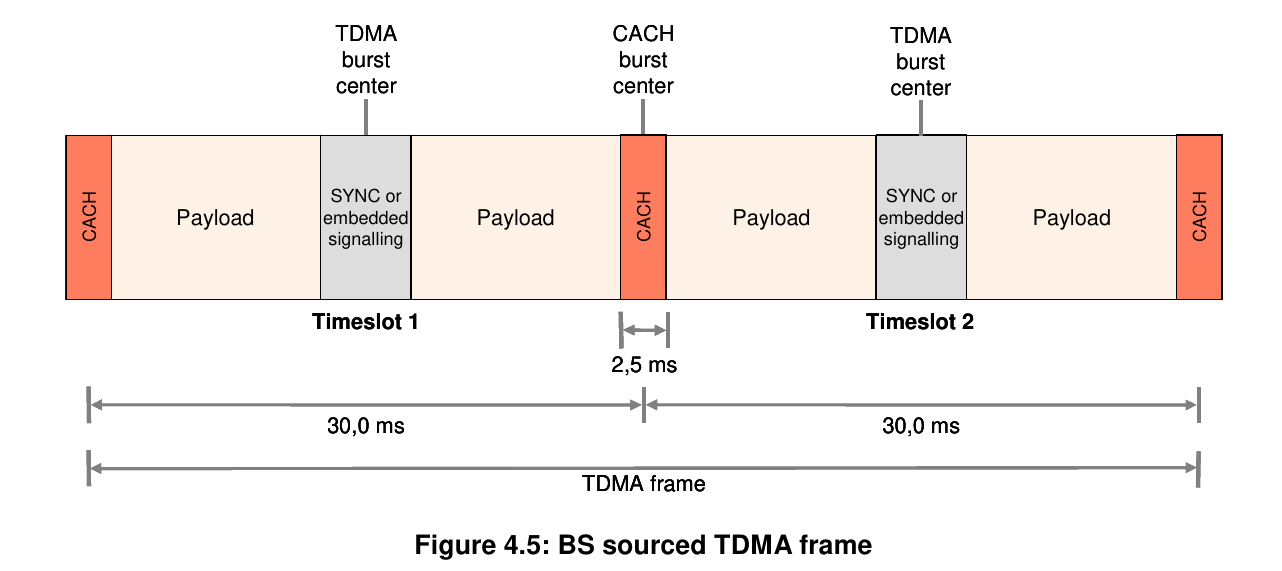 TDMA
burst
center
CACH
burst
center
TDMA
burst
center
CACH
Payload
SYNC or
embedded
signalling
Payload
CACH
Payload
SYNC or
embedded
signalling
Payload
CACH
Timeslot 1
Timeslot 2
2,5 ms
30,0 ms
30,0 ms
TDMA frame
Figure 4.5: BS sourced TDMA frame